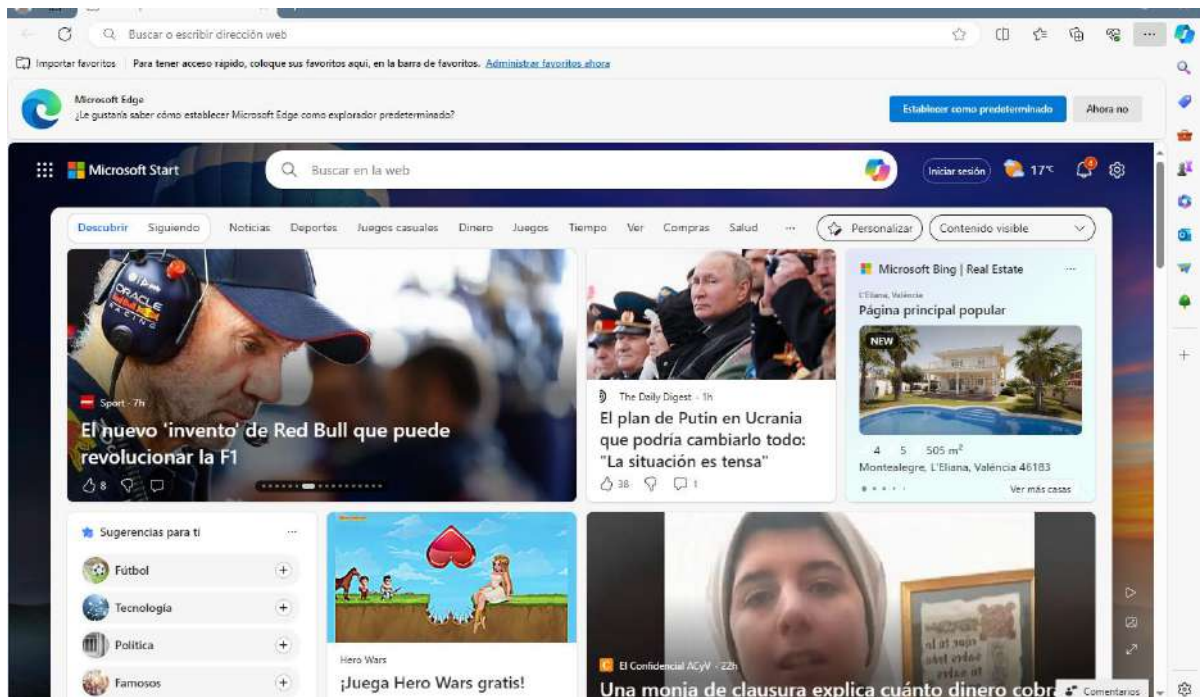 Buscar o escribir dirección web
Importar favoritos Para tener acceso rápido, coloque sus favoritos aquí, en la barra de favoritos. Administrar favoritos ahora
Microsoft Edge
¿Le gustaría saber cómo establecer Microsoft Edge como explorador predeterminado?
Establecer como predeterminado Ahora no
Microsoft Start
Buscar en la web
Iniciar sesión 17°C
Descubrir Siguiendo Noticias Deportes Juegos casuales Dinero Juegos Tiempo Ver Compras Salud ... Personalizar Contenido visible
ORACLE
Red Bull
RACING
Sport · 7h
El nuevo 'invento' de Red Bull que puede
revolucionar la F1
8
The Daily Digest · 1h
El plan de Putin en Ucrania
que podría cambiarlo todo:
"La situación es tensa"
38 1
Microsoft Bing | Real Estate
L'Eliana, València
Página principal popular
NEW
4 5 505 m²
Montealegre, L'Eliana, València 46183
Ver más casas
Sugerencias para ti
Fútbol
Tecnología
Política
Famosos
Hero Wars
¡Juega Hero Wars gratis!
El Confidencial ACyV · 22h
Una monja de clausura explica cuánto dinero cobra
Comentarios